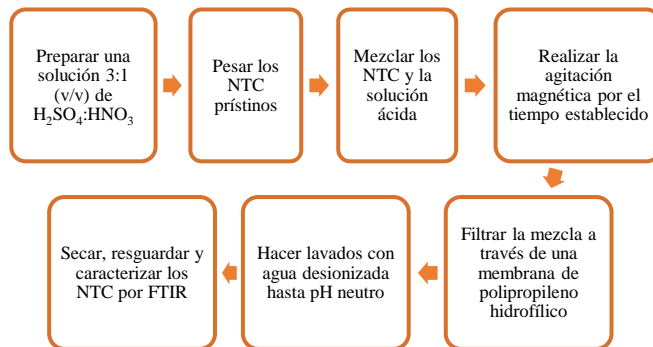 Preparar una
solución 3:1
(v/v) de
H₂SO₄:HNO₃
Pesar los
NTC
prístinos
Mezclar los
NTC y la
solución
ácida
Realizar la
agitación
magnética por el
tiempo establecido
Filtrar la mezcla a
través de una
membrana de
polipropileno
hidrofílico
Hacer lavados con
agua desionizada
hasta pH neutro
Secar, resguardar y
caracterizar los
NTC por FTIR